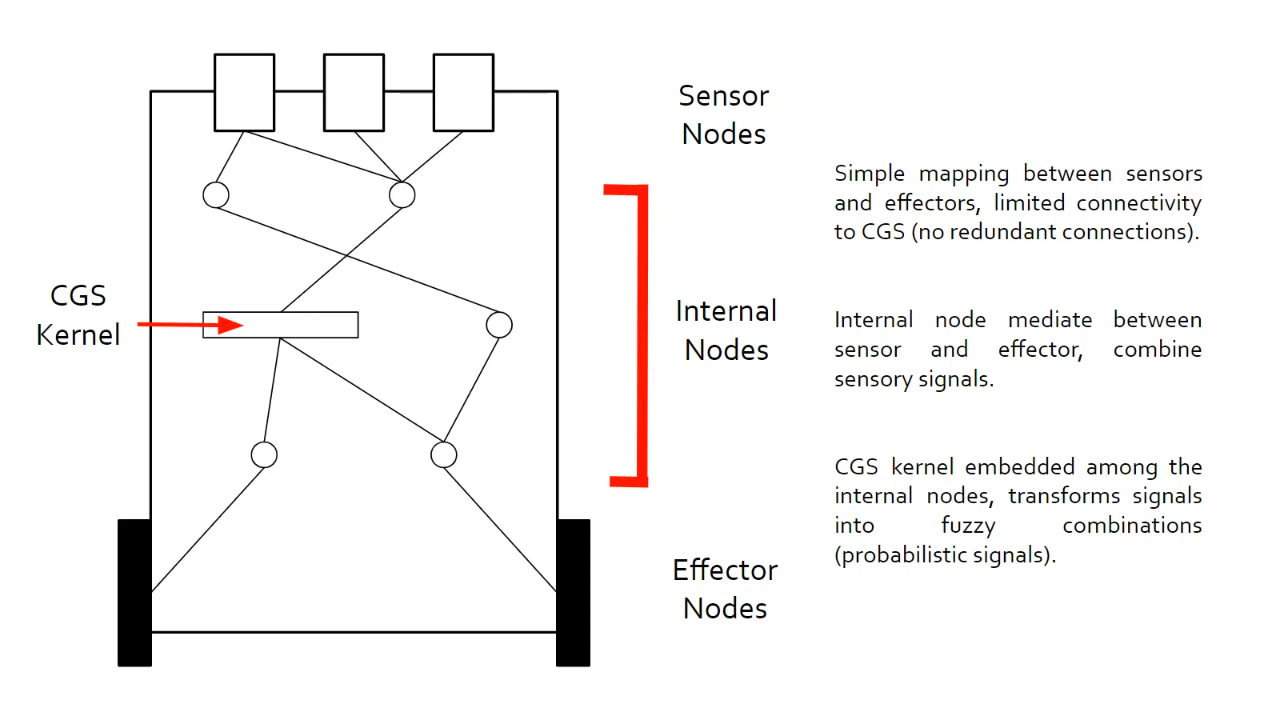 Sensor
Nodes
Simple mapping between sensors
and effectors, limited connectivity
to CGS (no redundant connections).
CGS
Kernel
Internal
Nodes
Internal node mediate between
sensor and effector, combine
sensory signals.
CGS kernel embedded among the
internal nodes, transforms signals
into fuzzy combinations
(probabilistic signals).
Effector
Nodes